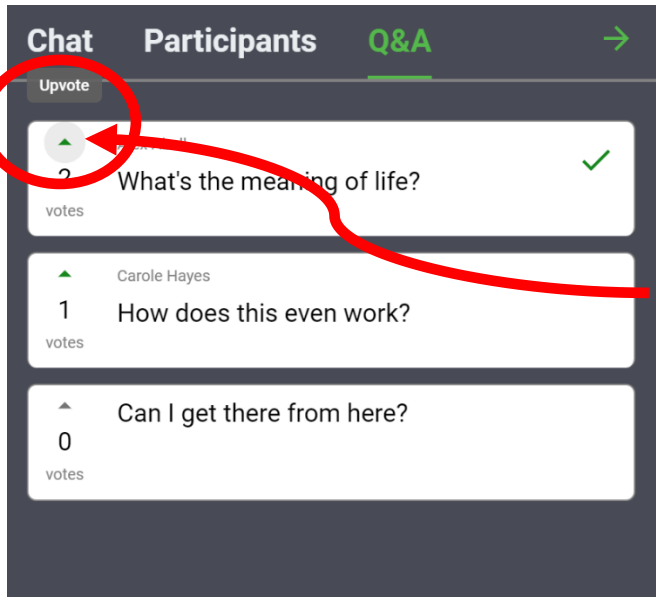 Chat Participants Q&A
Upvote
2
What's the meaning of life?
votes
Carole Hayes
1
How does this even work?
votes
Can I get there from here?
0
votes